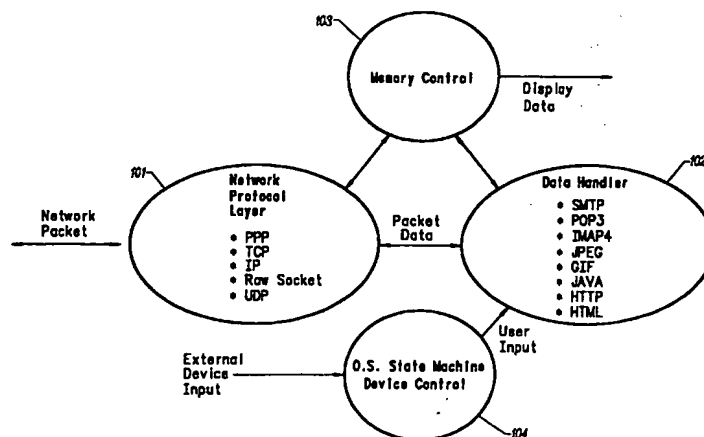 103
Memory Control
Display
Data
101
Network
Protocol
Layer
• PPP
• TCP
• IP
• Raw Socket
• UDP
Network
Packet
Packet
Data
102
Data Handler
• SMTP
• POP3
• IMAP4
• JPEG
• GIF
• JAVA
• HTTP
• HTML
User
Input
External
Device
Input
O.S. State Machine
Device Control
104